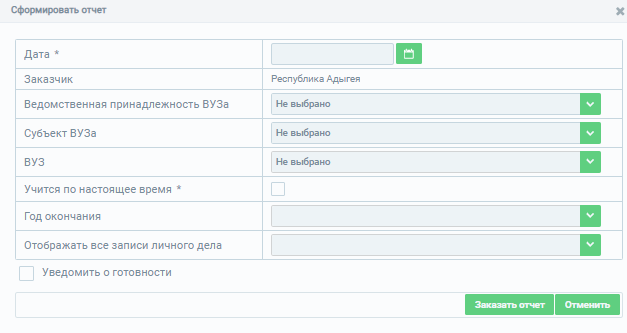 Сформировать отчет
Дата *
Заказчик Республика Адыгея
Ведомственная принадлежность ВУЗа Не выбрано
Субъект ВУЗа Не выбрано
ВУЗ Не выбрано
Учится по настоящее время *
Год окончания
Отображать все записи личного дела
Уведомить о готовности
Заказать отчет Отменить